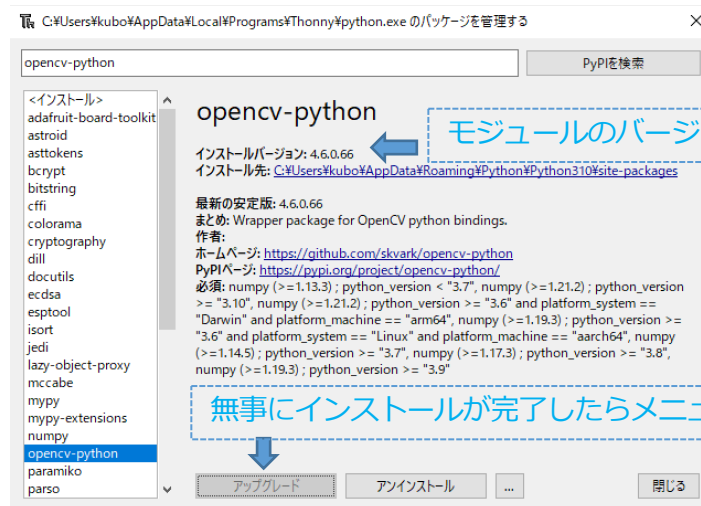 C:¥Users¥kubo¥AppData¥Local¥Programs¥Thonny¥python.exe のパッケージを管理する
opencv-python
PyPIを検索
<インストール>
adafruit-board-toolkit
astroid
asttokens
bcrypt
bitstring
cffi
colorama
cryptography
dill
docutils
ecdsa
esptool
isort
jedi
lazy-object-proxy
mccabe
mypy
mypy-extensions
numpy
opencv-python
paramiko
parso
opencv-python
モジュールのバージ
インストールバージョン: 4.6.0.66
インストール先: C:¥Users¥kubo¥AppData¥Roaming¥Python¥Python310¥site-packages
最新の安定版: 4.6.0.66
まとめ: Wrapper package for OpenCV python bindings.
作者:
ホームページ: https://github.com/skvark/opencv-python
PyPIページ: https://pypi.org/project/opencv-python/
必須: numpy (>=1.13.3) ; python_version < "3.7", numpy (>=1.21.2) ; python_version
>= "3.10", numpy (>=1.21.2) ; python_version >= "3.6" and platform_system ==
"Darwin" and platform_machine == "arm64", numpy (>=1.19.3) ; python_version >=
"3.6" and platform_system == "Linux" and platform_machine == "aarch64", numpy
(>=1.14.5) ; python_version >= "3.7", numpy (>=1.17.3) ; python_version >= "3.8",
numpy (>=1.19.3) ; python_version >= "3.9"
無事にインストールが完了したらメニュ
アップグレード
アンインストール
...
閉じる